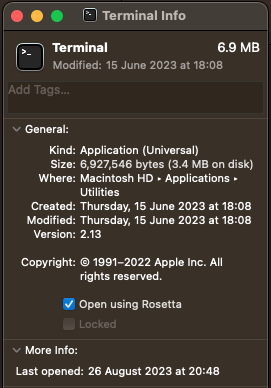 Terminal Info
Terminal 6.9 MB
Modified: 15 June 2023 at 18:08
Add Tags...
General:
Kind: Application (Universal)
Size: 6,927,546 bytes (3.4 MB on disk)
Where: Macintosh HD ▸ Applications ▸
Utilities
Created: Thursday, 15 June 2023 at 18:08
Modified: Thursday, 15 June 2023 at 18:08
Version: 2.13
Copyright: © 1991–2022 Apple Inc. All
rights reserved.
Open using Rosetta
Locked
More Info:
Last opened: 26 August 2023 at 20:48